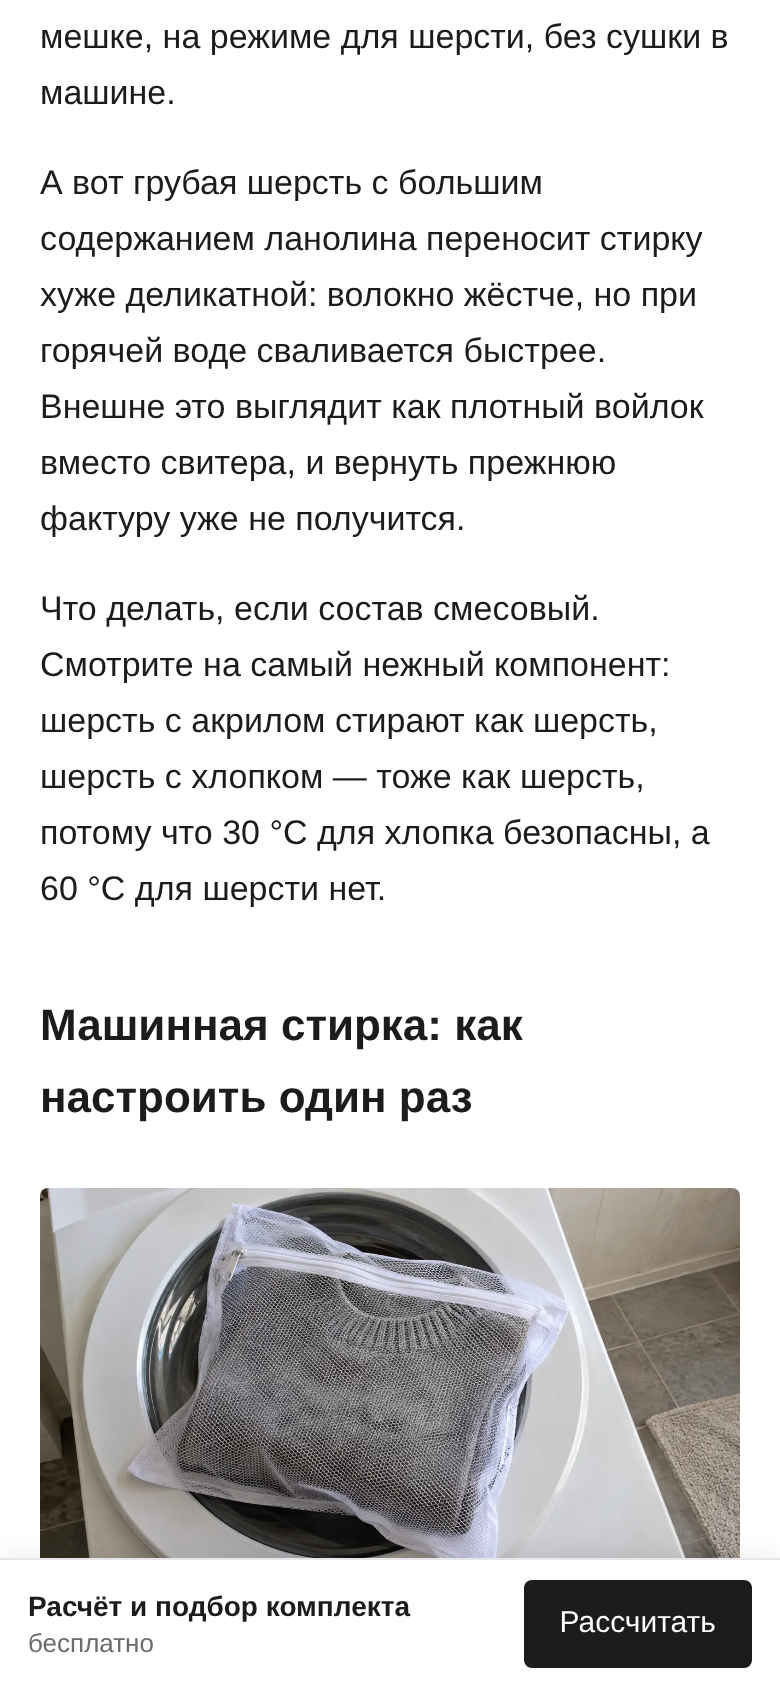 мешке, на режиме для шерсти, без сушки в
машине.
А вот грубая шерсть с большим
содержанием ланолина переносит стирку
хуже деликатной: волокно жёстче, но при
горячей воде сваливается быстрее.
Внешне это выглядит как плотный войлок
вместо свитера, и вернуть прежнюю
фактуру уже не получится.
Что делать, если состав смесовый.
Смотрите на самый нежный компонент:
шерсть с акрилом стирают как шерсть,
шерсть с хлопком — тоже как шерсть,
потому что 30 °C для хлопка безопасны, а
60 °C для шерсти нет.
Машинная стирка: как
настроить один раз
Расчёт и подбор комплекта
бесплатно
Рассчитать